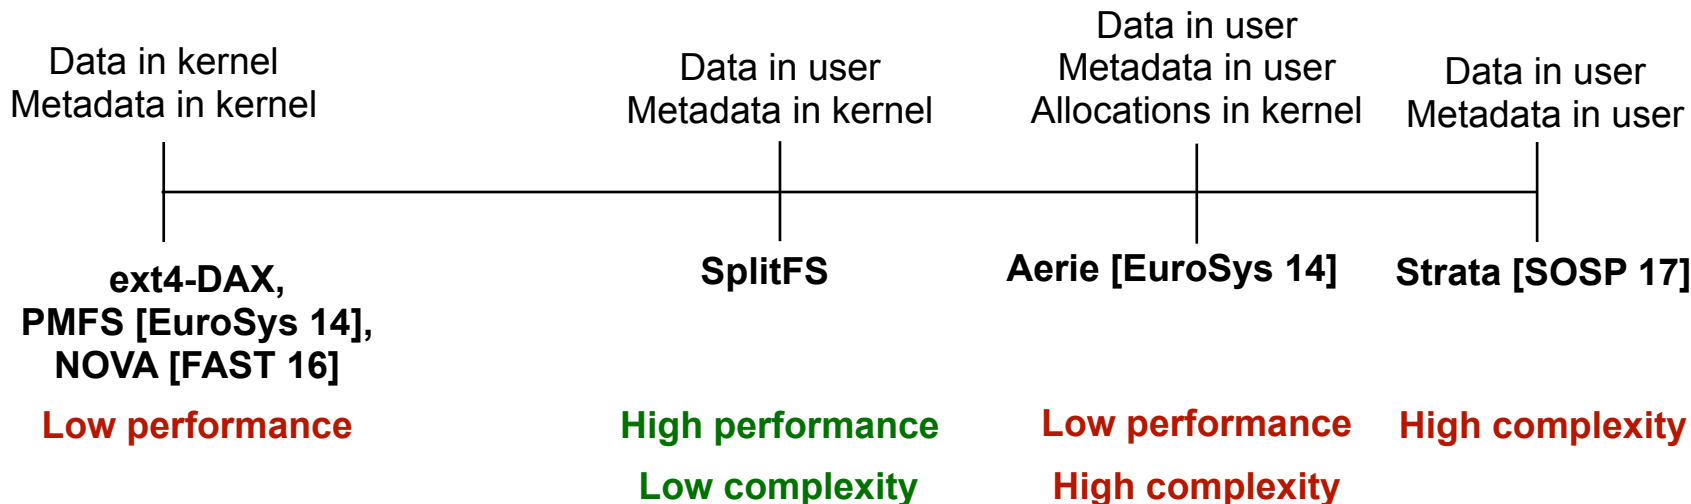 Data in kernel
Metadata in kernel
Data in user
Metadata in kernel
Data in user
Metadata in user
Allocations in kernel
Data in user
Metadata in user
ext4-DAX,
PMFS [EuroSys 14],
NOVA [FAST 16]
SplitFS
Aerie [EuroSys 14]
Strata [SOSP 17]
Low performance
High performance
Low complexity
Low performance
High complexity
High complexity